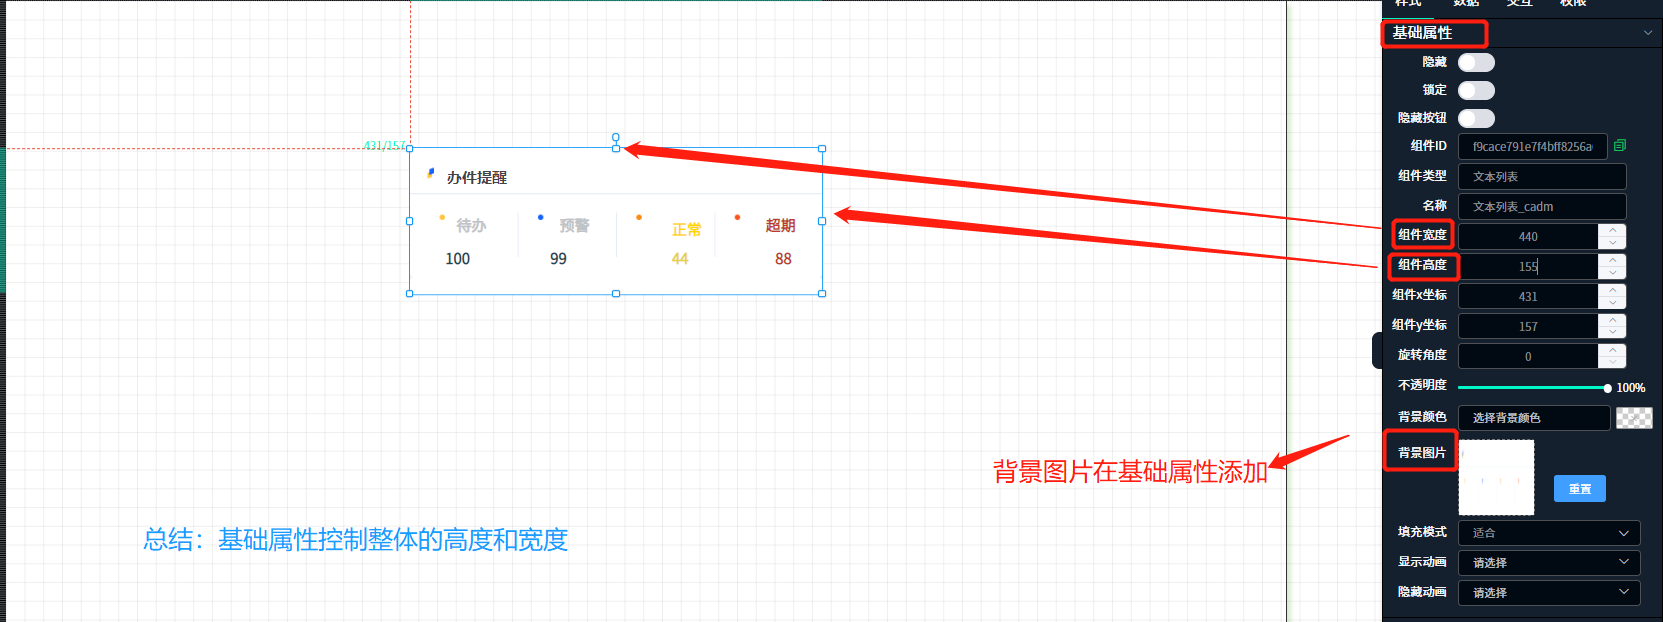 样式 数据 交互 权限
基础属性
隐藏
锁定
隐藏按钮
431/157
组件ID f9cace791e7f4bff8256a
办件提醒
组件类型 文本列表
名称 文本列表_cadm
待办 预警 正常 超期
组件宽度 440
100 99 44 88
组件高度 155
组件x坐标 431
组件y坐标 157
旋转角度 0
不透明度 100%
背景颜色 选择背景颜色
背景图片
背景图片在基础属性添加
重置
填充模式 适合
总结：基础属性控制整体的高度和宽度
显示动画 请选择
隐藏动画 请选择